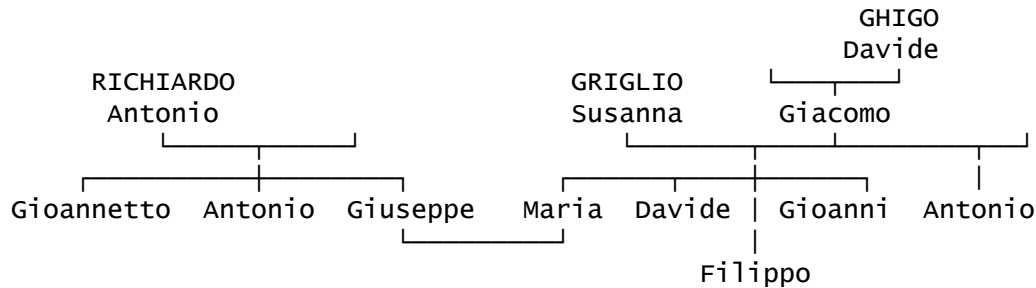 GHIGO
Davide
RICHIARDO GRIGLIO
Antonio Susanna Giacomo
Gioannetto Antonio Giuseppe Maria Davide Gioanni Antonio
Filippo